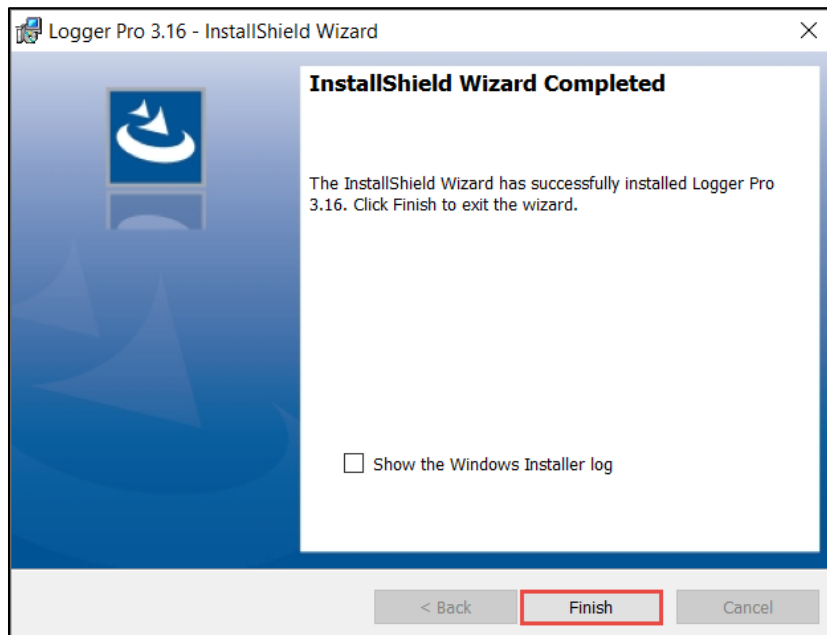 Logger Pro 3.16 - InstallShield Wizard
InstallShield Wizard Completed
The InstallShield Wizard has successfully installed Logger Pro
3.16. Click Finish to exit the wizard.
Show the Windows Installer log
< Back
Finish
Cancel